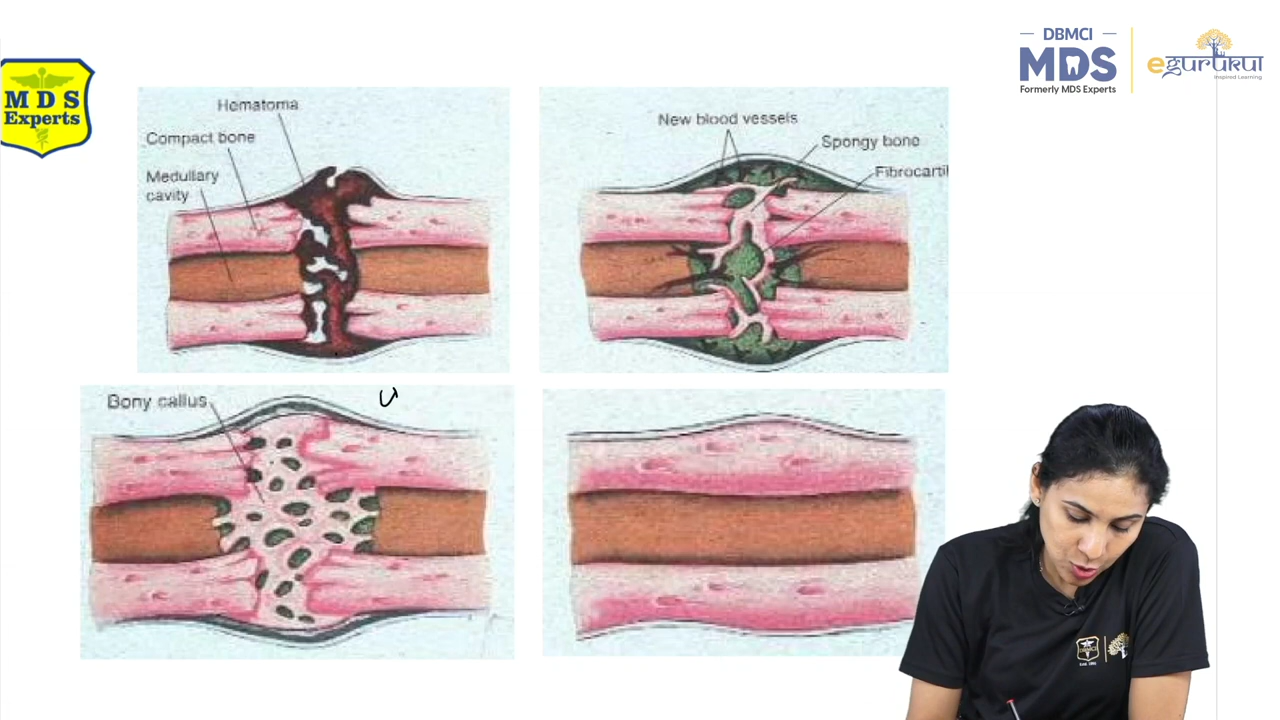 MDS
Experts
DBMCI
MDS
Formerly MDS Experts
egurukul
Inspired Learning
Hematoma
Compact bone
Medullary
cavity
New blood vessels
Spongy bone
Fibrocartil
Bony callus
DBMCI